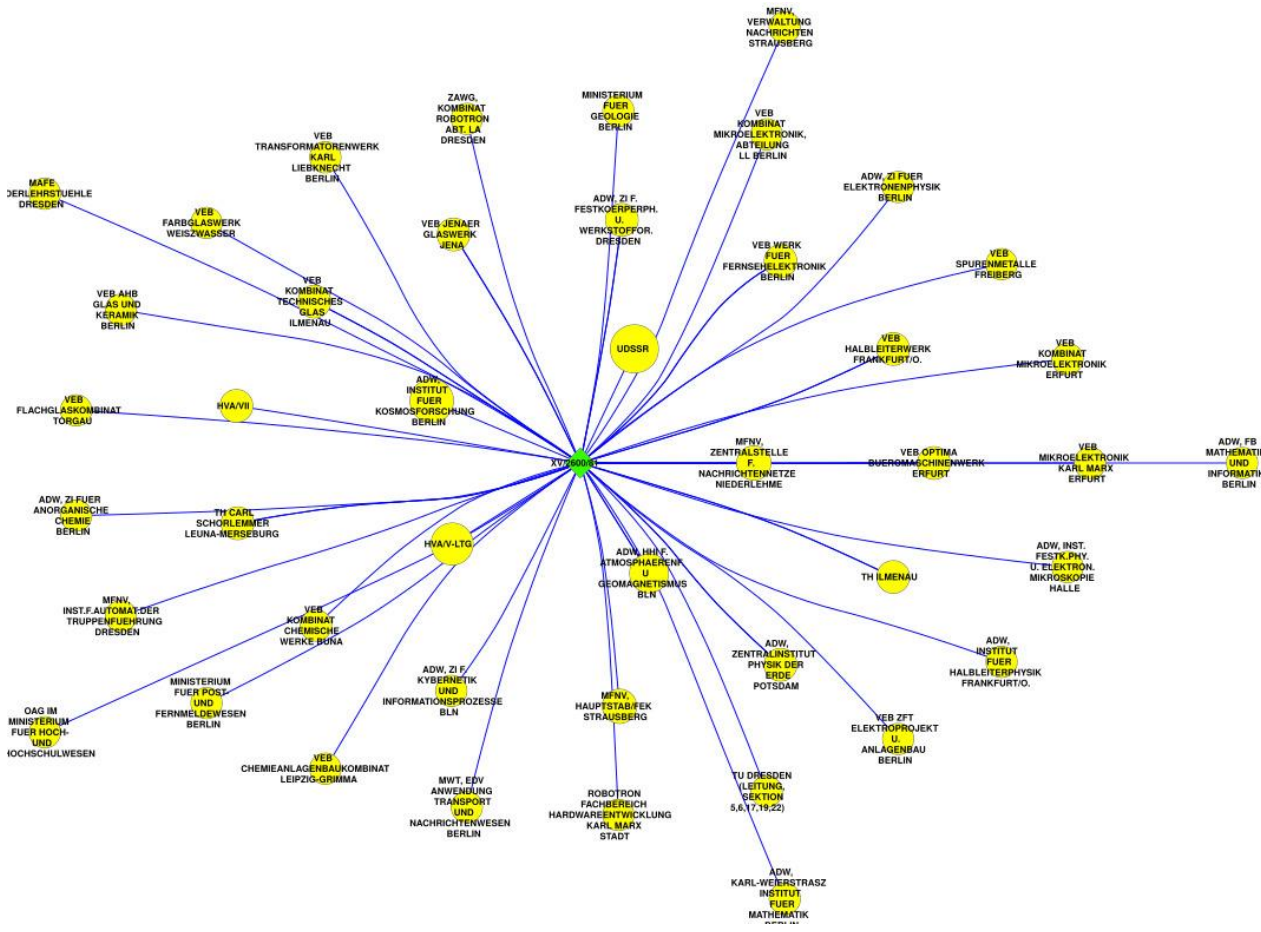 MFNV,
VERWALTUNG
NACHRICHTEN
STRAUSBERG
ZAWG,
KOMBINAT
ROBOTRON
ABT. LA
DRESDEN
MINISTERIUM
FUER
GEOLOGIE
BERLIN
VEB
KOMBINAT
MIKROELEKTRONIK,
ABTEILUNG
LL BERLIN
VEB
TRANSFORMATORENWERK
KARL
LIEBKNECHT
BERLIN
MAFE
DERLEHRSTUEHLE
DRESDEN
VEB
FARBGLASWERK
WEISZWASSER
VEB JENAER
GLASWERK
JENA
ADW, ZI F.
FESTKOERPERPH.
U.
WERKSTOFFOR.
DRESDEN
ADW, ZI FUER
ELEKTRONENPHYSIK
BERLIN
VEB WERK
FUER
FERNSEHELEKTRONIK
BERLIN
VEB
SPURENMETALLE
FREIBERG
VEB AHB
GLAS UND
KERAMIK
BERLIN
VEB
KOMBINAT
TECHNISCHES
GLAS
ILMENAU
UDSSR
VEB
HALBLEITERWERK
FRANKFURT/O.
VEB
KOMBINAT
MIKROELEKTRONIK
ERFURT
VEB
FLACHGLASKOMBINAT
TORGAU
HVA/VII
ADW,
INSTITUT
FUER
KOSMOSFORSCHUNG
BERLIN
XV/2600/81
MFNV,
ZENTRALSTELLE
F.
NACHRICHTENNETZE
NIEDERLEHME
VEB OPTIMA
BUEROMASCHINENWERK
ERFURT
VEB
MIKROELEKTRONIK
KARL MARX
ERFURT
ADW, FB
MATHEMATIK
UND
INFORMATIK
BERLIN
ADW, ZI FUER
ANORGANISCHE
CHEMIE
BERLIN
TH CARL
SCHORLEMMER
LEUNA-MERSEBURG
HVA/V-LTG
ADW, HHI F.
ATMOSPHAERENF.
U
GEOMAGNETISMUS
BLN
TH ILMENAU
ADW, INST.
FESTK.PHY.
U. ELEKTRON.
MIKROSKOPIE
HALLE
MFNV,
INST.F.AUTOMAT.DER
TRUPPENFUEHRUNG
DRESDEN
VEB
KOMBINAT
CHEMISCHE
WERKE BUNA
ADW,
ZENTRALINSTITUT
PHYSIK DER
ERDE
POTSDAM
ADW,
INSTITUT
FUER
HALBLEITERPHYSIK
FRANKFURT/O.
OAG IM
MINISTERIUM
FUER HOCH-
UND
HOCHSCHULWESEN
MINISTERIUM
FUER POST-
UND
FERNMELDEWESEN
BERLIN
ADW, ZI F.
KYBERNETIK
UND
INFORMATIONSPROZESSE
BLN
MFNV,
HAUPTSTAB/FEK
STRAUSBERG
VEB ZFT
ELEKTROPROJEKT
U.
ANLAGENBAU
BERLIN
VEB
CHEMIEANLAGENBAUKOMBINAT
LEIPZIG-GRIMMA
MWT, EDV
ANWENDUNG
TRANSPORT
UND
NACHRICHTENWESEN
BERLIN
ROBOTRON
FACHBEREICH
HARDWAREENTWICKLUNG
KARL MARX
STADT
TU DRESDEN
(LEITUNG,
SEKTION
5,6,17,19,22)
ADW,
KARL-WEIERSTRASZ
INSTITUT
FUER
MATHEMATIK
BERLIN